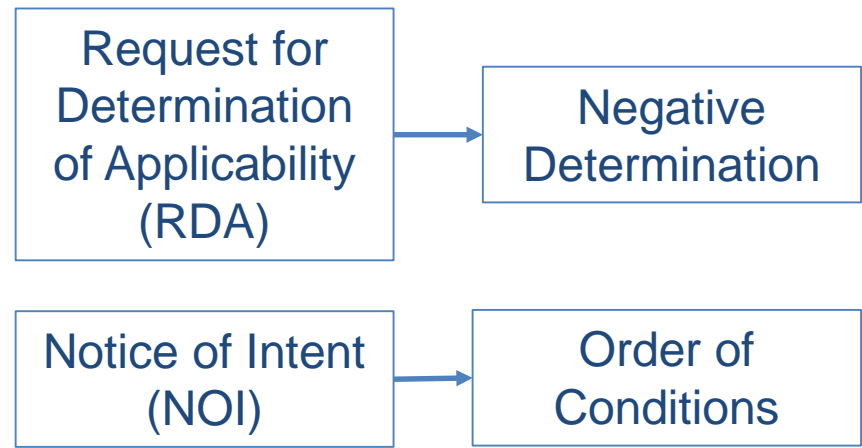 Request for
Determination
of Applicability
(RDA)
Negative
Determination
Notice of Intent
(NOI)
Order of
Conditions